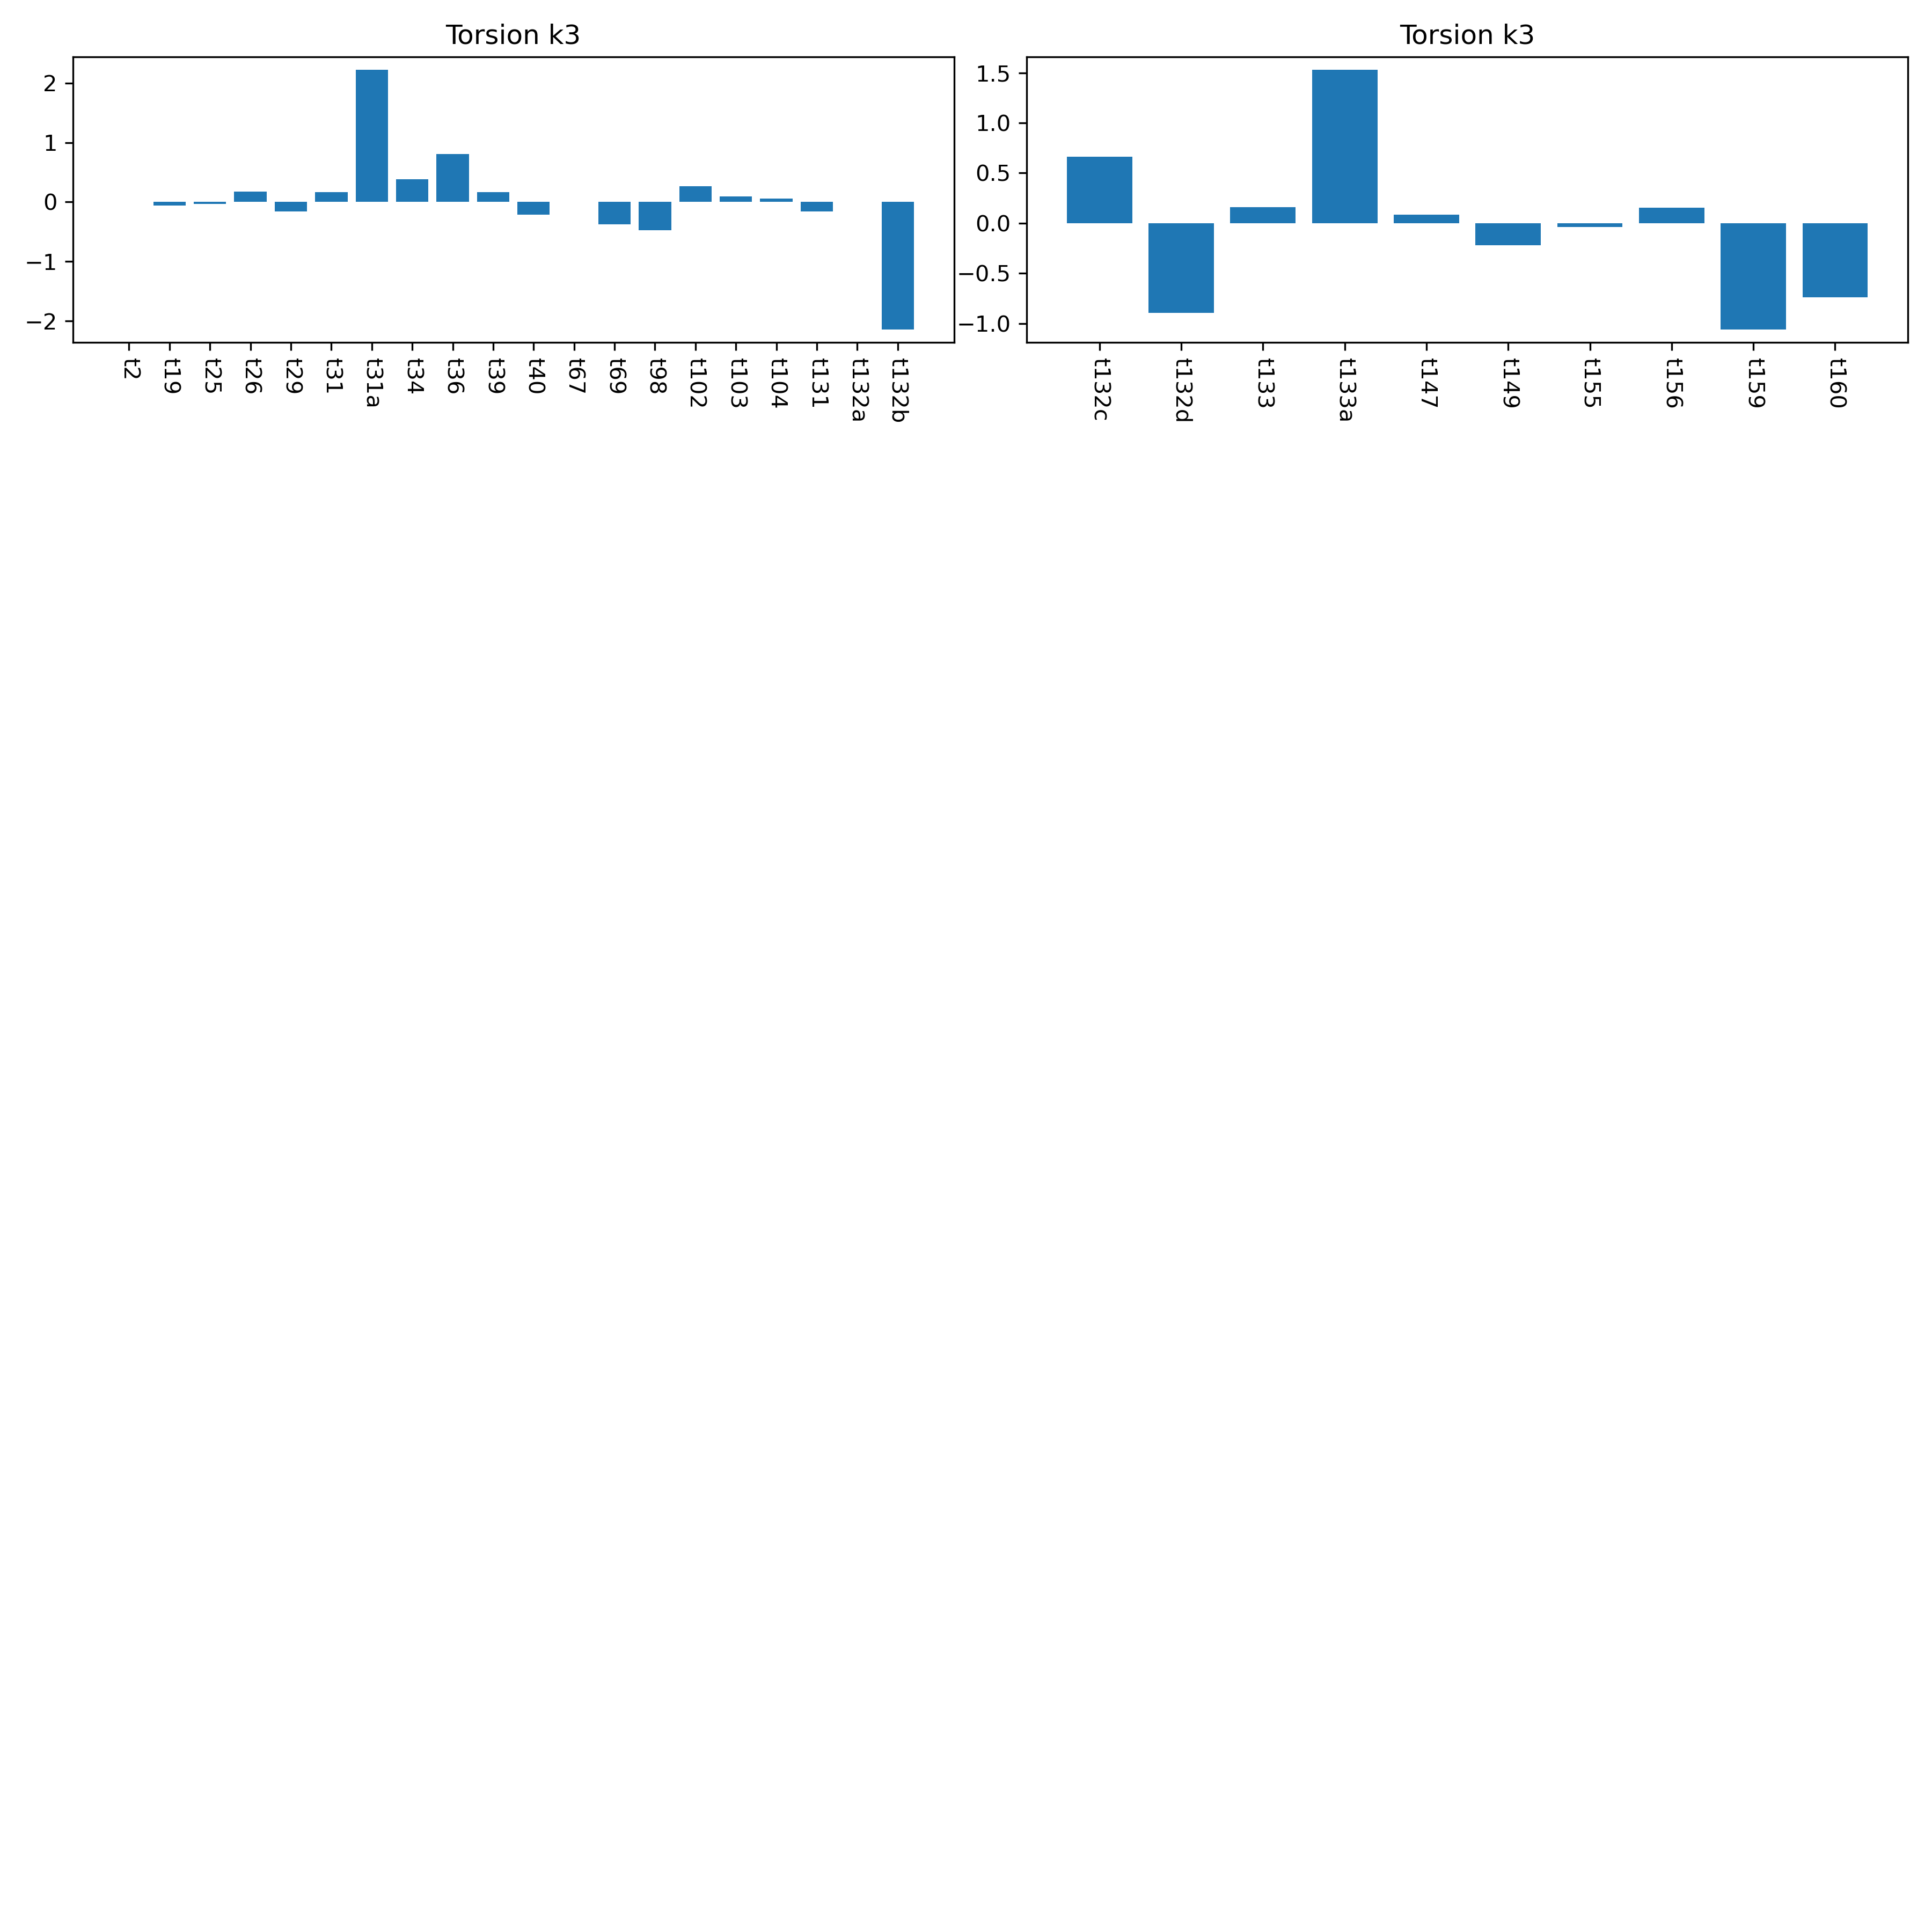 Torsion k3
2
1
0
−1
−2
t2
t19
t25
t26
t29
t31
t31a
t34
t36
t39
t40
t67
t69
t98
t102
t103
t104
t131
t132a
t132b
Torsion k3
1.5
1.0
0.5
0.0
−0.5
−1.0
t132c
t132d
t133
t133a
t147
t149
t155
t156
t159
t160